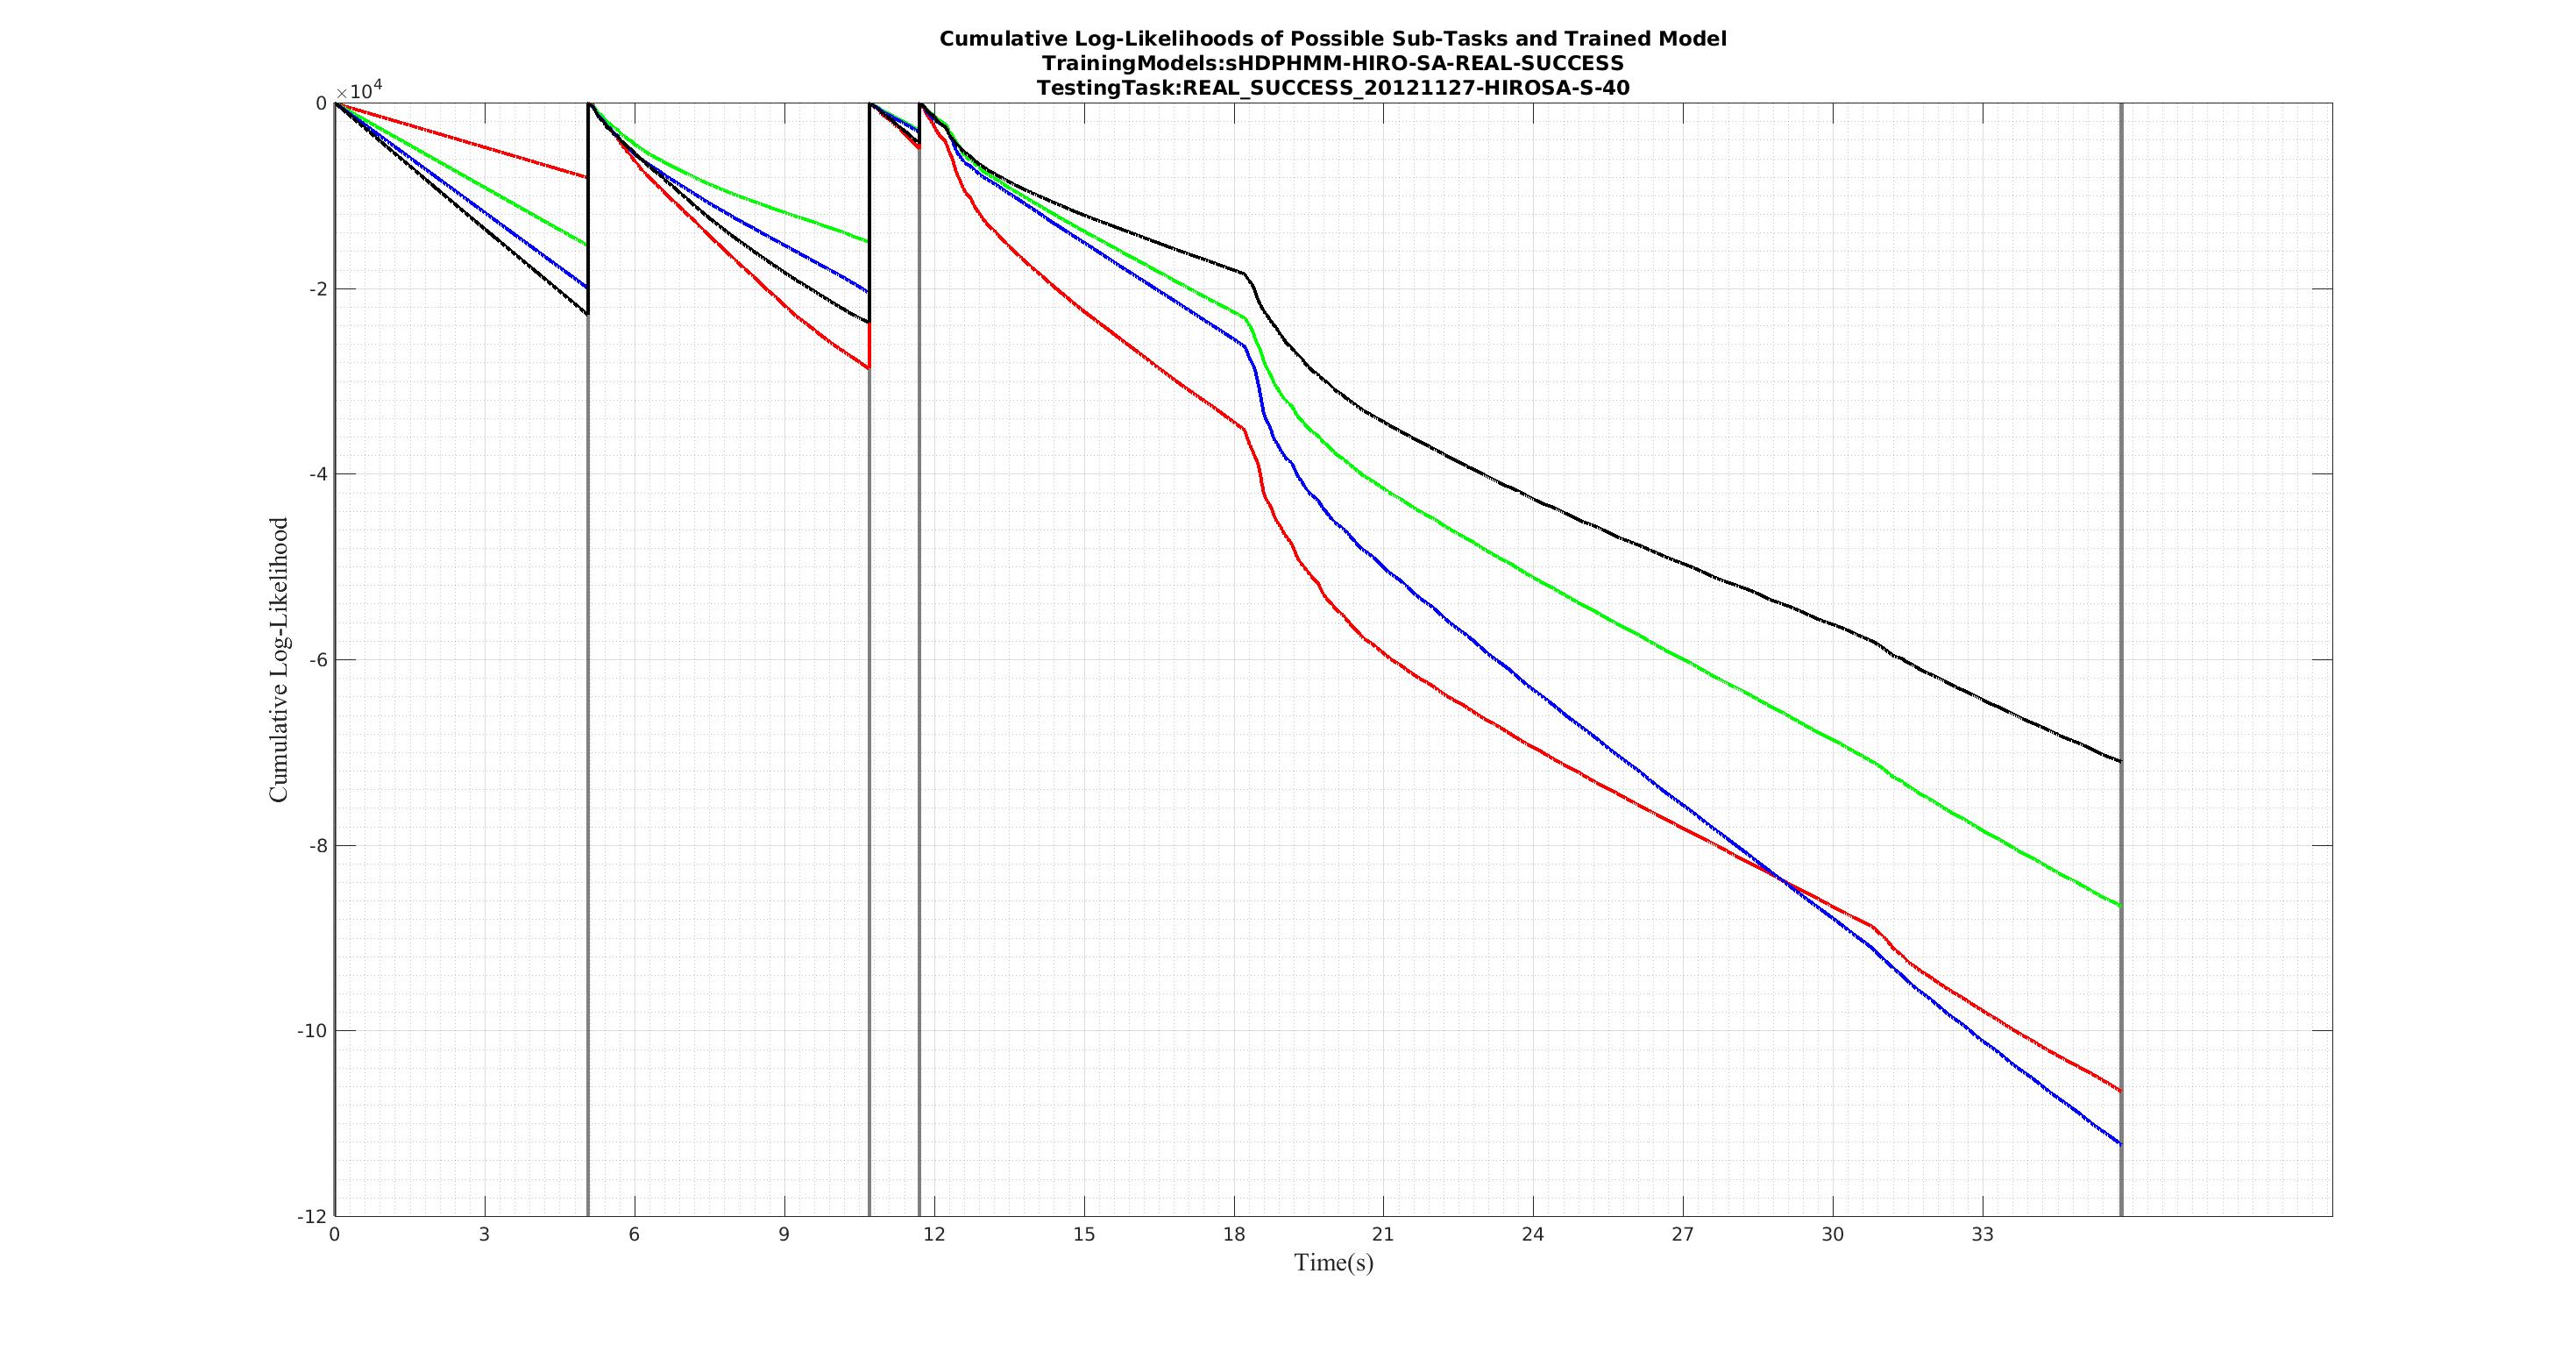 Cumulative Log-Likelihoods of Possible Sub-Tasks and Trained Model
TrainingModels:sHDPHMM-HIRO-SA-REAL-SUCCESS
TestingTask:REAL_SUCCESS_20121127-HIROSA-S-40
×10⁴
0
-2
-4
-6
-8
-10
-12
Cumulative Log-Likelihood
0 3 6 9 12 15 18 21 24 27 30 33
Time(s)